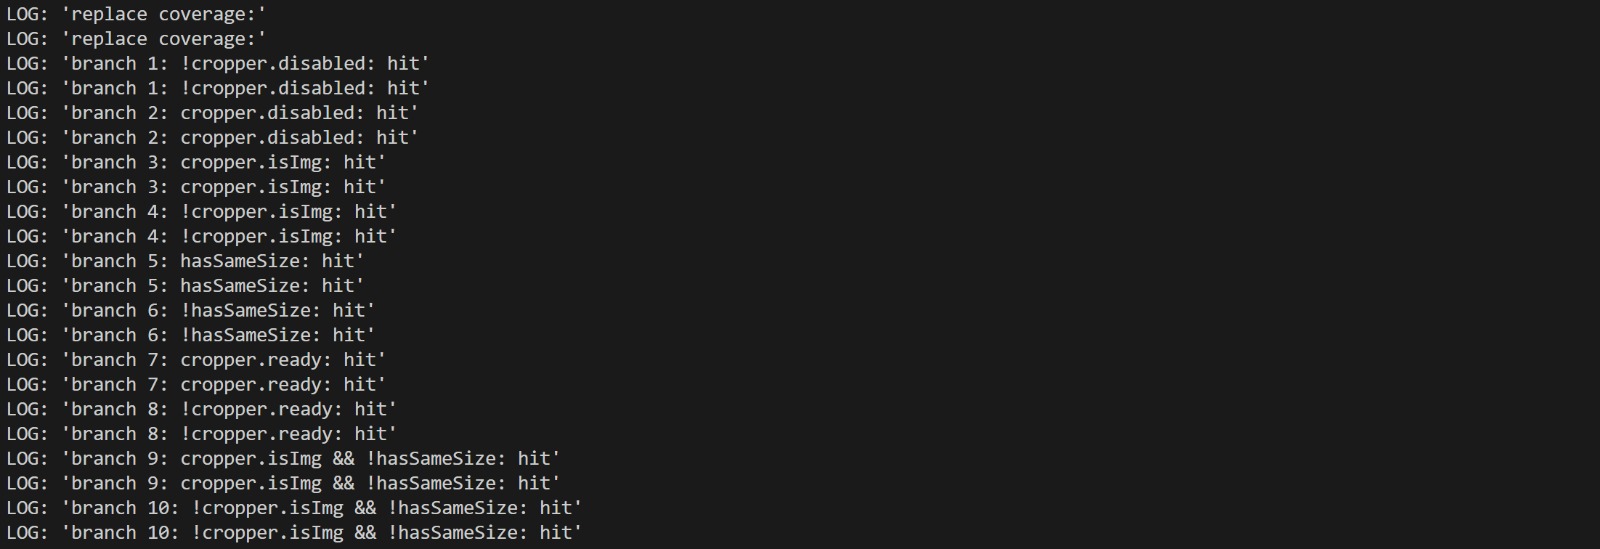 LOG: 'replace coverage:'
LOG: 'replace coverage:'
LOG: 'branch 1: !cropper.disabled: hit'
LOG: 'branch 1: !cropper.disabled: hit'
LOG: 'branch 2: cropper.disabled: hit'
LOG: 'branch 2: cropper.disabled: hit'
LOG: 'branch 3: cropper.isImg: hit'
LOG: 'branch 3: cropper.isImg: hit'
LOG: 'branch 4: !cropper.isImg: hit'
LOG: 'branch 4: !cropper.isImg: hit'
LOG: 'branch 5: hasSameSize: hit'
LOG: 'branch 5: hasSameSize: hit'
LOG: 'branch 6: !hasSameSize: hit'
LOG: 'branch 6: !hasSameSize: hit'
LOG: 'branch 7: cropper.ready: hit'
LOG: 'branch 7: cropper.ready: hit'
LOG: 'branch 8: !cropper.ready: hit'
LOG: 'branch 8: !cropper.ready: hit'
LOG: 'branch 9: cropper.isImg && !hasSameSize: hit'
LOG: 'branch 9: cropper.isImg && !hasSameSize: hit'
LOG: 'branch 10: !cropper.isImg && !hasSameSize: hit'
LOG: 'branch 10: !cropper.isImg && !hasSameSize: hit'